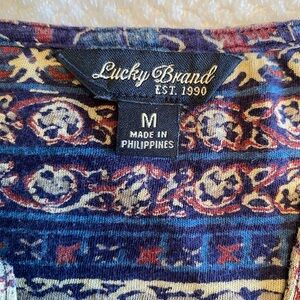 Lucky Brand
EST. 1990
M
MADE IN
PHILIPPINES